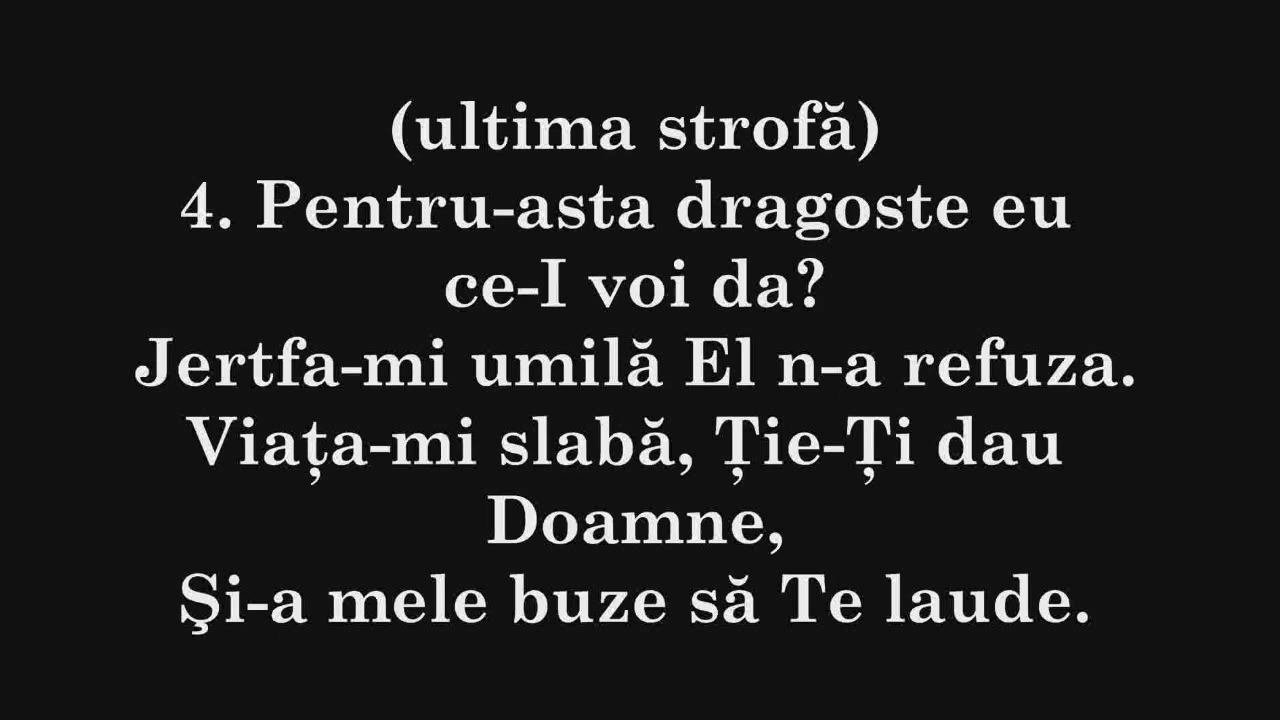 (ultima strofă)
4. Pentru-asta dragoste eu
ce-I voi da?
Jertfa-mi umilă El n-a refuza.
Viața-mi slabă, Ție-Ți dau
Doamne,
Şi-a mele buze să Te laude.